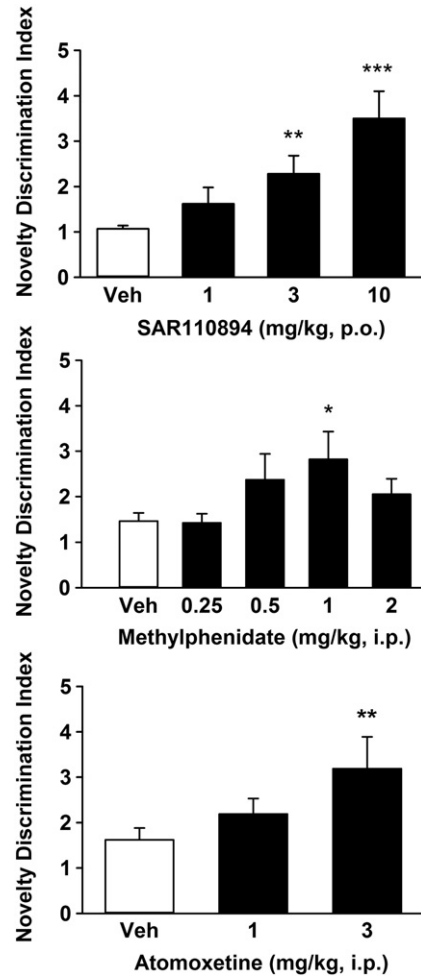 Novelty Discrimination Index
5
4
3
2
1
0
**
***
Veh 1 3 10
SAR110894 (mg/kg, p.o.)
Novelty Discrimination Index
5
4
3
2
1
0
*
Veh 0.25 0.5 1 2
Methylphenidate (mg/kg, i.p.)
Novelty Discrimination Index
5
4
3
2
1
0
**
Veh 1 3
Atomoxetine (mg/kg, i.p.)